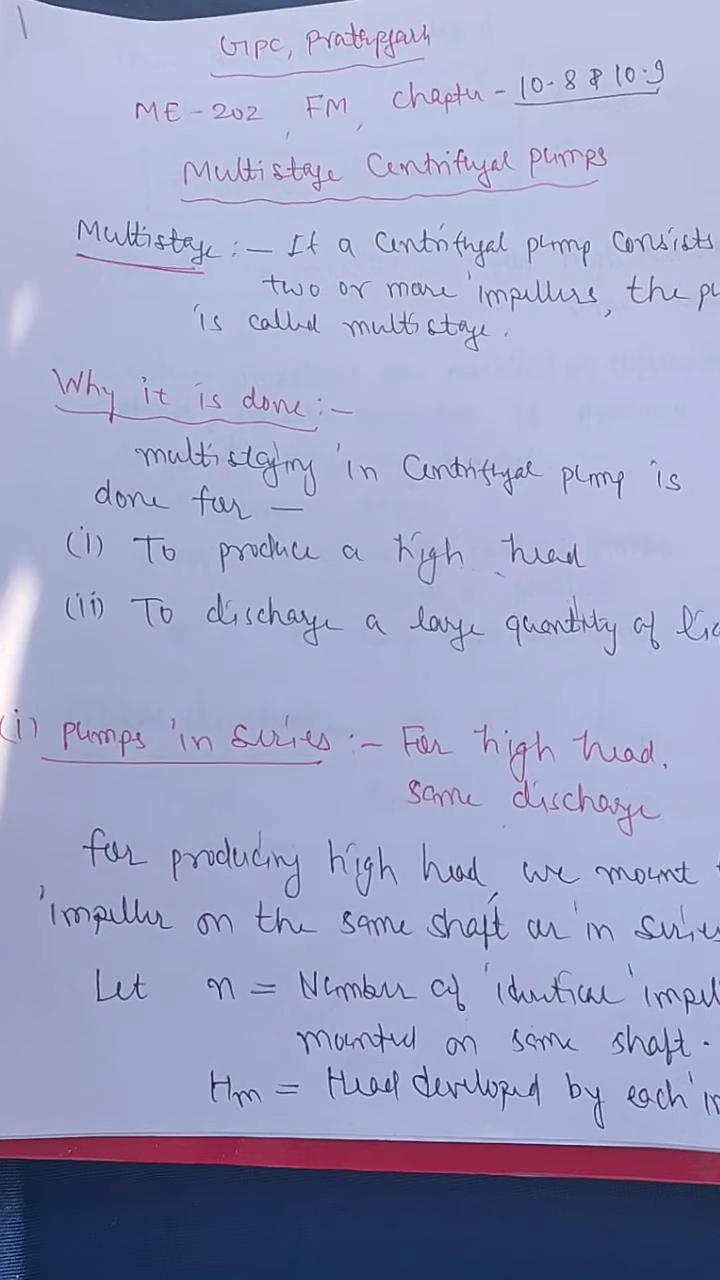 GPC, Pratapgarh
ME-202, FM, Chapter - 10.8 & 10.9
Multistage Centrifugal pumps
Multistage :- If a Centrifugal pump Consists
two or more impellers, the pu
is called multistage.
Why it is done :-
multistaging in Centrifugal pump is
done for -
(i) To produce a high head
(ii) To discharge a large quantity of li
(i) pumps in series :- For high head,
same discharge
for producing high head, we mount
impeller on the same shaft or in series
Let n = Number of identical impel
mounted on same shaft.
Hm = Head developed by each i